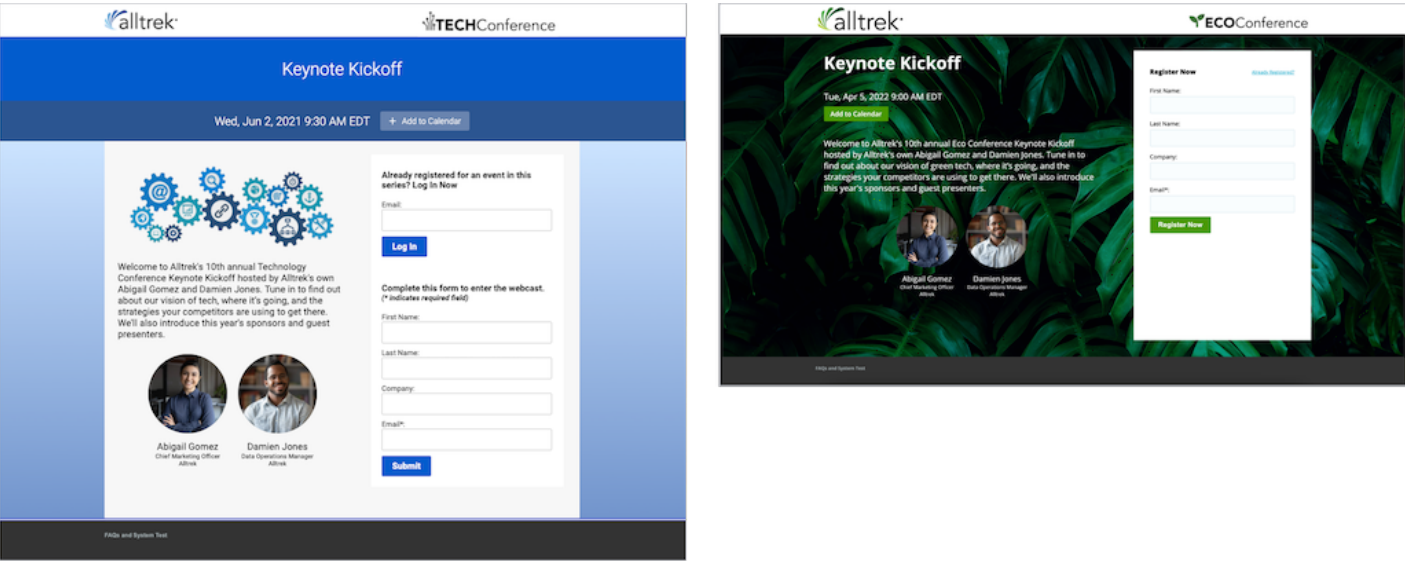 alltrek
TECHConference
Keynote Kickoff
Wed, Jun 2, 2021 9:30 AM EDT
+ Add to Calendar
Welcome to Alltrek's 10th annual Technology
Conference Keynote Kickoff hosted by Alltrek's own
Abigail Gomez and Damien Jones. Tune in to find out
about our vision of tech, where it's going, and the
strategies your competitors are using to get there.
We'll also introduce this year's sponsors and guest
presenters.
Abigail Gomez
Chief Marketing Officer
Alltrek
Damien Jones
Data Operations Manager
Alltrek
Already registered for an event in this
series? Log In Now
Email:
Log In
Complete this form to enter the webcast.
(* indicates required field)
First Name:
Last Name:
Company:
Email*:
Submit
FAQs and System Test
alltrek
ECOConference
Keynote Kickoff
Tue, Apr 5, 2022 9:00 AM EDT
Add to Calendar
Welcome to Alltrek's 10th annual Eco Conference Keynote Kickoff
hosted by Alltrek's own Abigail Gomez and Damien Jones. Tune in to
find out about our vision of green tech, where it's going, and the
strategies your competitors are using to get there. We'll also introduce
this year's sponsors and guest presenters.
Abigail Gomez
Chief Marketing Officer
Alltrek
Damien Jones
Data Operations Manager
Alltrek
Register Now
Already Registered?
First Name:
Last Name:
Company:
Email*:
Register Now
FAQs and System Test